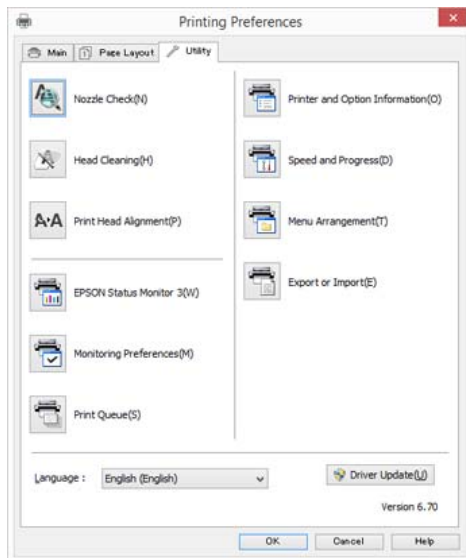 Printing Preferences
Main
Page Layout
Utility
Nozzle Check(N)
Head Cleaning(H)
Print Head Alignment(P)
EPSON Status Monitor 3(W)
Monitoring Preferences(M)
Print Queue(S)
Printer and Option Information(O)
Speed and Progress(D)
Menu Arrangement(T)
Export or Import(E)
Language :
English (English)
Driver Update(U)
Version 6.70
OK
Cancel
Help